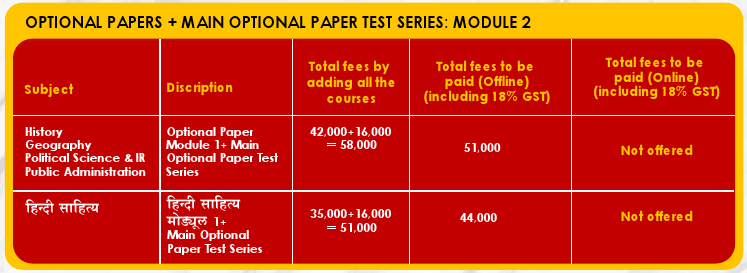 OPTIONAL PAPERS + MAIN OPTIONAL PAPER TEST SERIES: MODULE 2
Subject
Discription
Total fees by
adding all the
courses
Total fees to be
paid (Offline)
(including 18% GST)
Total fees to be
paid (Online)
(including 18% GST)
History
Geography
Political Science & IR
Public Administration
Optional Paper
Module 1+ Main
Optional Paper Test
Series
42,000+16,000
= 58,000
51,000
Not offered
हिन्दी साहित्य
हिन्दी साहित्य
मोड्यूल 1+
Main Optional
Paper Test Series
35,000+16,000
= 51,000
44,000
Not offered